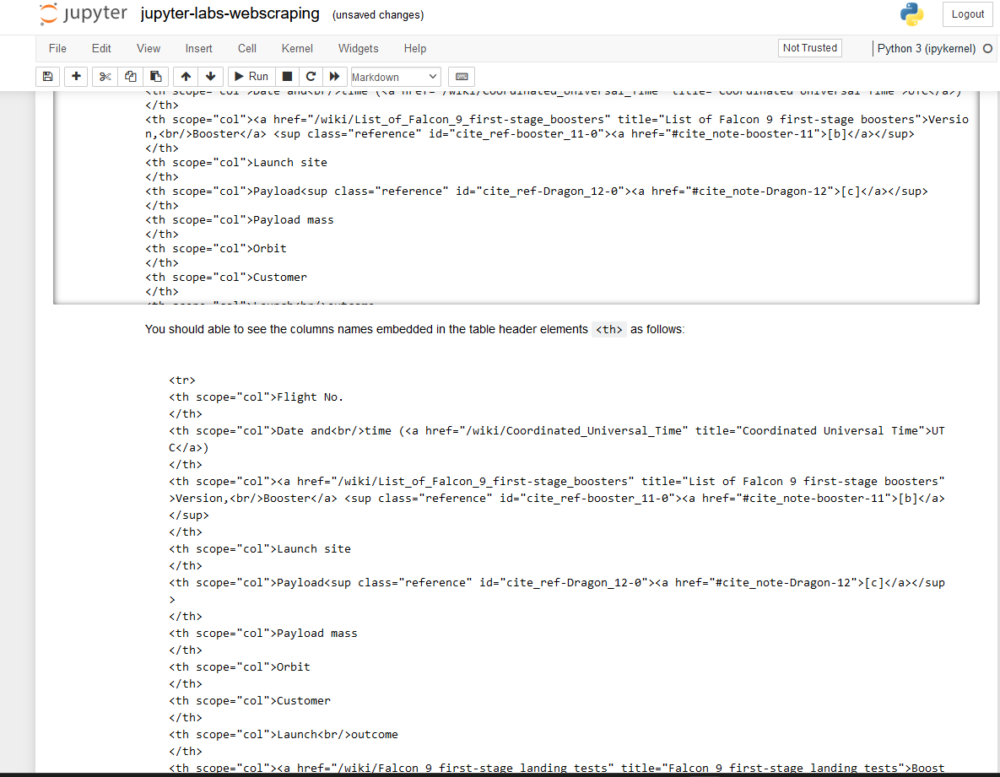 jupyter jupyter-labs-webscraping (unsaved changes) Logout
File Edit View Insert Cell Kernel Widgets Help Not Trusted Python 3 (ipykernel)
Run Markdown
<th scope="col">Date and<br/>time (<a href="/wiki/Coordinated_Universal_Time" title="Coordinated Universal Time">UTC</a>)
</th>
<th scope="col"><a href="/wiki/List_of_Falcon_9_first-stage_boosters" title="List of Falcon 9 first-stage boosters">Versio
n,<br/>Booster</a> <sup class="reference" id="cite_ref-booster_11-0"><a href="#cite_note-booster-11">[b]</a></sup>
</th>
<th scope="col">Launch site
</th>
<th scope="col">Payload<sup class="reference" id="cite_ref-Dragon_12-0"><a href="#cite_note-Dragon-12">[c]</a></sup>
</th>
<th scope="col">Payload mass
</th>
<th scope="col">Orbit
</th>
<th scope="col">Customer
</th>
<th scope="col">Launch<br/>outcome
You should able to see the columns names embedded in the table header elements <th> as follows:
<tr>
<th scope="col">Flight No.
</th>
<th scope="col">Date and<br/>time (<a href="/wiki/Coordinated_Universal_Time" title="Coordinated Universal Time">UT
C</a>)
</th>
<th scope="col"><a href="/wiki/List_of_Falcon_9_first-stage_boosters" title="List of Falcon 9 first-stage boosters"
>Version,<br/>Booster</a> <sup class="reference" id="cite_ref-booster_11-0"><a href="#cite_note-booster-11">[b]</a>
</sup>
</th>
<th scope="col">Launch site
</th>
<th scope="col">Payload<sup class="reference" id="cite_ref-Dragon_12-0"><a href="#cite_note-Dragon-12">[c]</a></sup
>
</th>
<th scope="col">Payload mass
</th>
<th scope="col">Orbit
</th>
<th scope="col">Customer
</th>
<th scope="col">Launch<br/>outcome
</th>
<th scope="col"><a href="/wiki/Falcon_9_first-stage_landing_tests" title="Falcon 9 first-stage landing tests">Boost